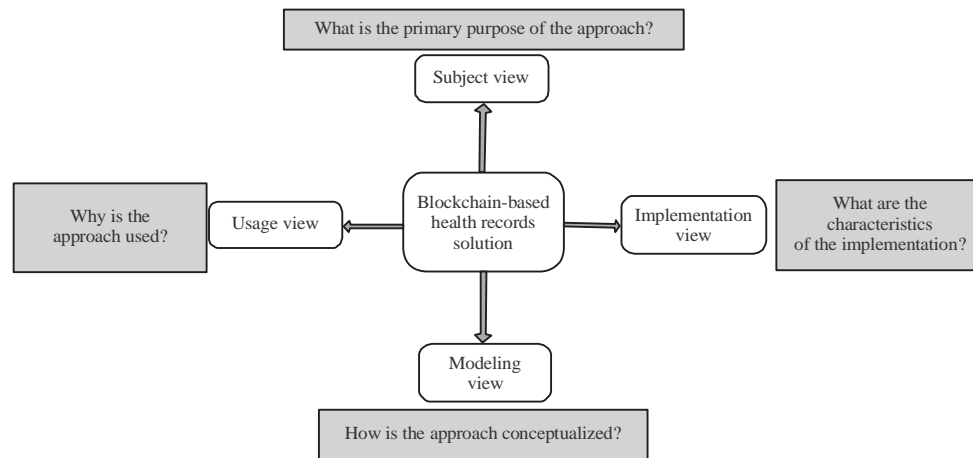 What is the primary purpose of the approach?
Subject view
Why is the
approach used?
Usage view
Blockchain-based
health records
solution
Implementation
view
What are the
characteristics
of the implementation?
Modeling
view
How is the approach conceptualized?